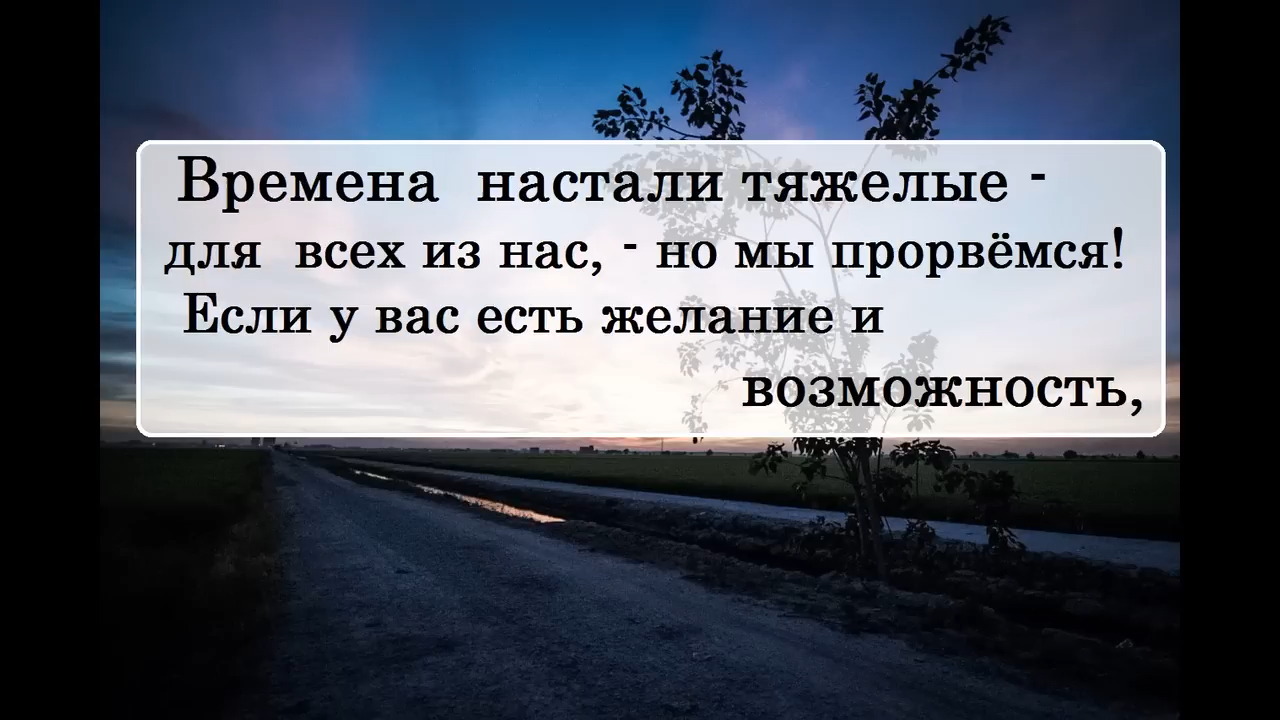 Времена настали тяжелые -
для всех из нас, - но мы прорвёмся!
Если у вас есть желание и
возможность,